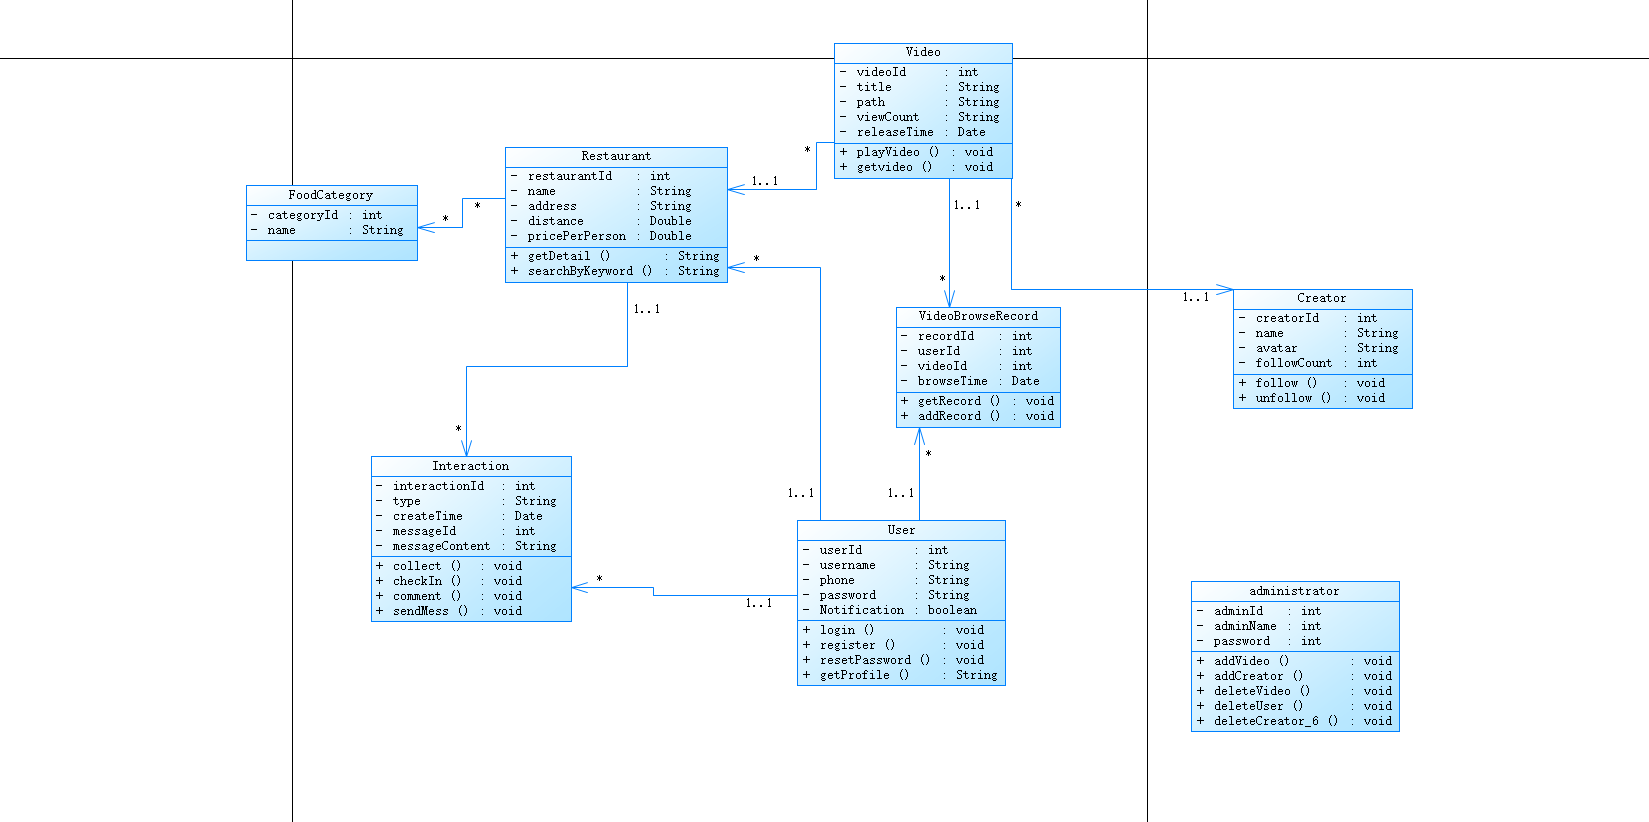 Video
- videoId : int
- title : String
- path : String
- viewCount : String
- releaseTime : Date
+ playVideo () : void
+ getvideo () : void
*
1..1
1..1
*
*
1..1
Restaurant
- restaurantId : int
- name : String
- address : String
- distance : Double
- pricePerPerson : Double
+ getDetail () : String
+ searchByKeyword () : String
*
*
FoodCategory
- categoryId : int
- name : String
*
1..1
1..1
*
VideoBrowseRecord
- recordId : int
- userId : int
- videoId : int
- browseTime : Date
+ getRecord () : void
+ addRecord () : void
*
1..1
Creator
- creatorId : int
- name : String
- avatar : String
- followCount : int
+ follow () : void
+ unfollow () : void
Interaction
- interactionId : int
- type : String
- createTime : Date
- messageId : int
- messageContent : String
+ collect () : void
+ checkIn () : void
+ comment () : void
+ sendMess () : void
*
1..1
User
- userId : int
- username : String
- phone : String
- password : String
- Notification : boolean
+ login () : void
+ register () : void
+ resetPassword () : void
+ getProfile () : String
administrator
- adminId : int
- adminName : int
- password : int
+ addVideo () : void
+ addCreator () : void
+ deleteVideo () : void
+ deleteUser () : void
+ deleteCreator_6 () : void